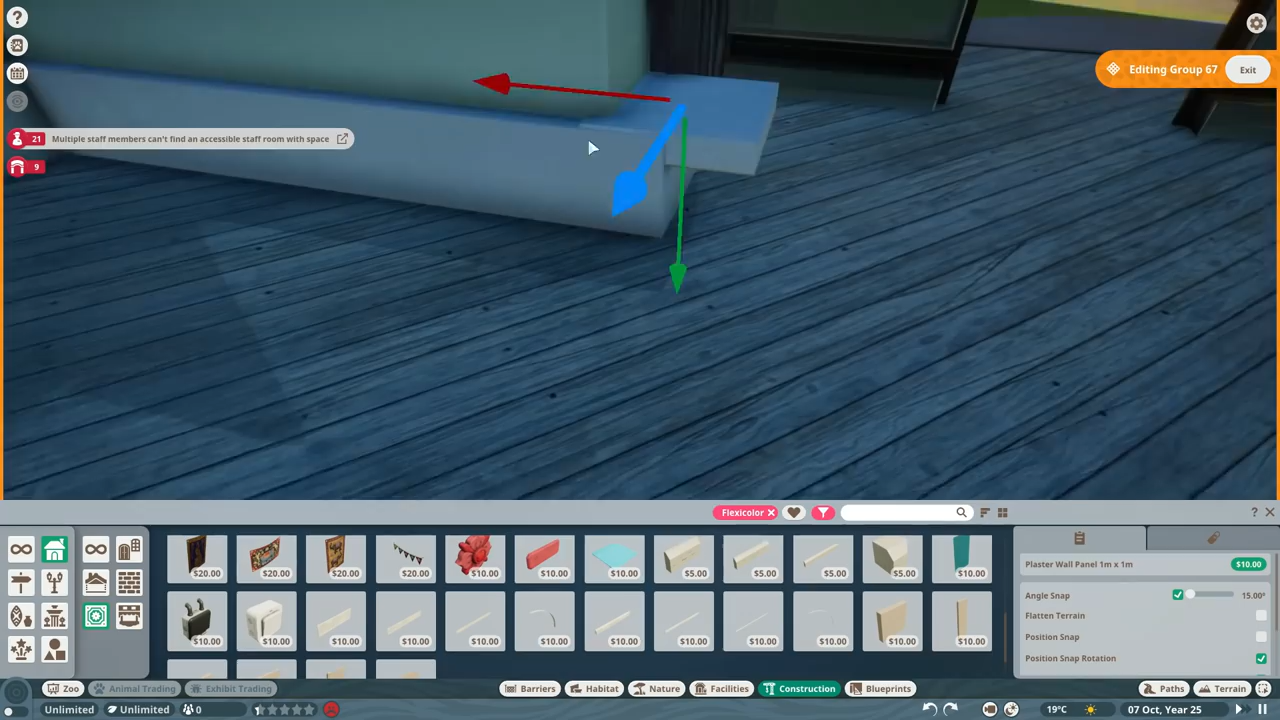 ?
Editing Group 67
Exit
21
Multiple staff members can't find an accessible staff room with space
9
Flexicolor ×
? ×
$20.00 $20.00 $20.00 $20.00 $10.00 $10.00 $10.00 $5.00 $5.00 $5.00 $5.00 $10.00
$10.00 $10.00 $10.00 $10.00 $10.00 $10.00 $10.00 $10.00 $10.00 $10.00 $10.00 $10.00
Plaster Wall Panel 1m x 1m
$10.00
Angle Snap
15.00°
Flatten Terrain
Position Snap
Position Snap Rotation
Zoo
Animal Trading
Exhibit Trading
Barriers
Habitat
Nature
Facilities
Construction
Blueprints
Paths
Terrain
Unlimited
Unlimited
0
19°C
07 Oct, Year 25